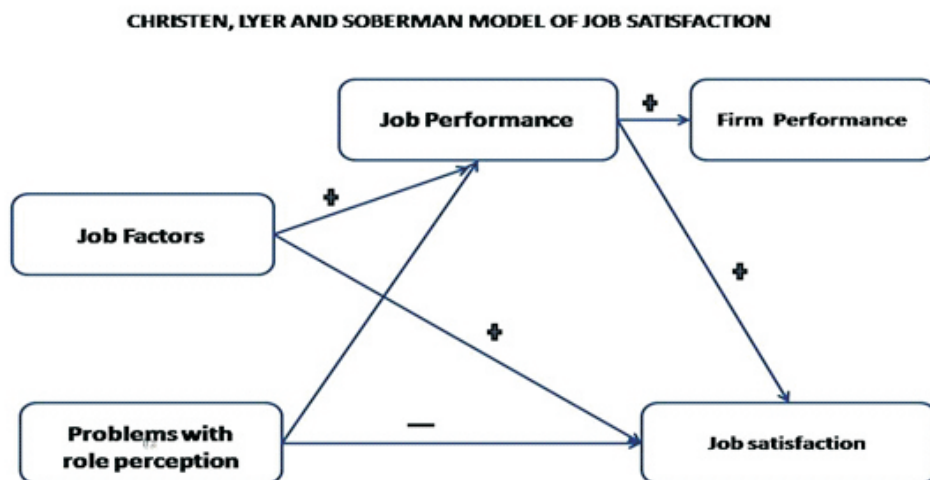 CHRISTEN, LYER AND SOBERMAN MODEL OF JOB SATISFACTION
Job Performance
+
Firm Performance
+
Job Factors
+
+
—
Problems with
role perception
Job satisfaction